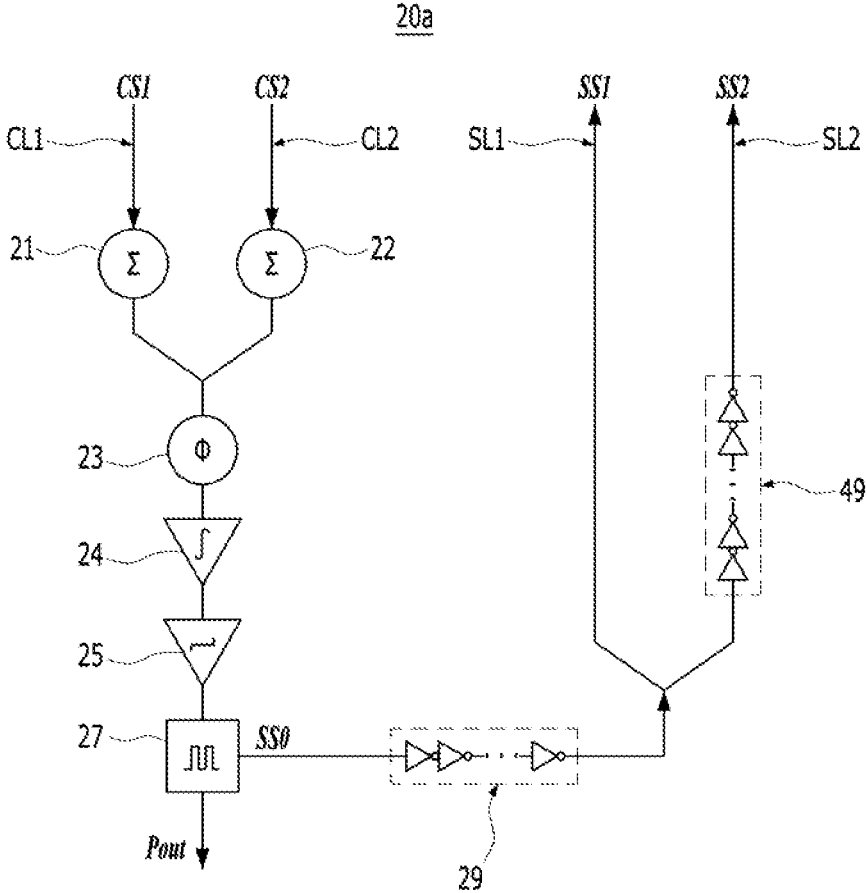 20a
CS1 CS2 SS1 SS2
CL1 CL2 SL1 SL2
21 Σ Σ 22
23 Φ
49
24 ∫
25
27 SS0
Pout
29